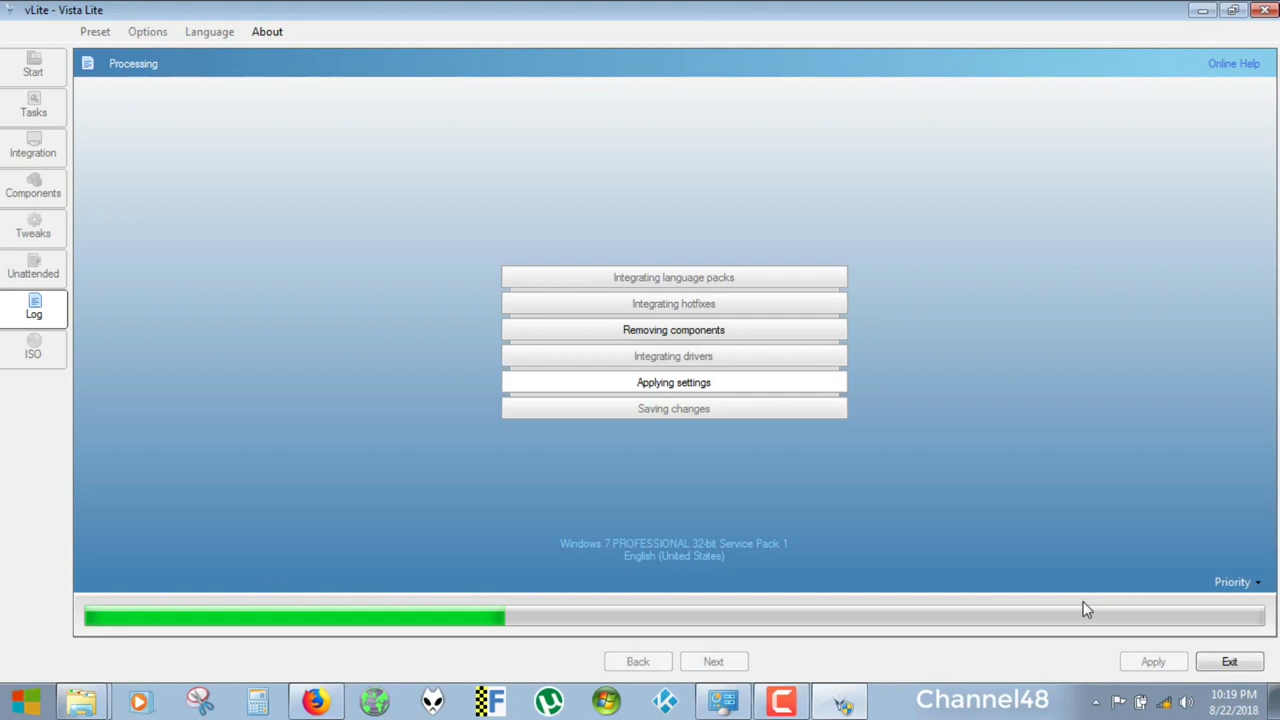 vLite - Vista Lite
Preset Options Language About
Start
Tasks
Integration
Components
Tweaks
Unattended
Log
ISO
Processing
Online Help
Integrating language packs
Integrating hotfixes
Removing components
Integrating drivers
Applying settings
Saving changes
Windows 7 PROFESSIONAL 32-bit Service Pack 1
English (United States)
Priority
Back Next Apply Exit
Channel48
10:19 PM
8/22/2018